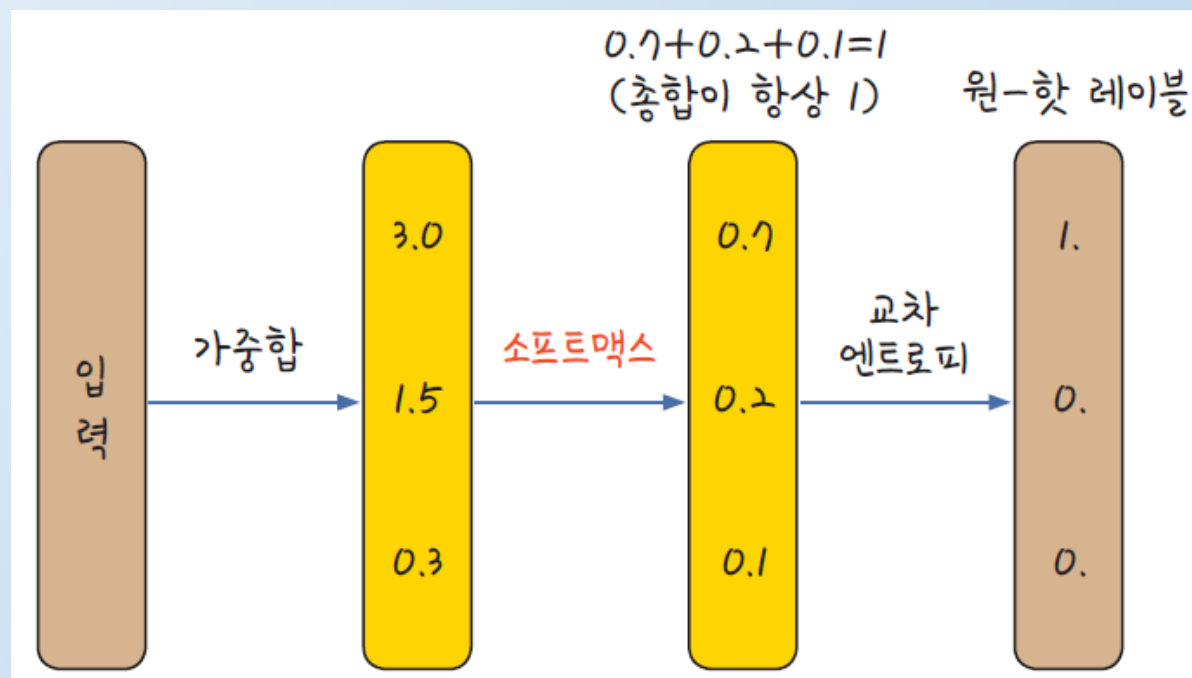 0.7+0.2+0.1=1
(총합이 항상 1)
원-핫 레이블
입
력
가중합
3.0
1.5
0.3
소프트맥스
0.7
0.2
0.1
교차
엔트로피
1.
0.
0.